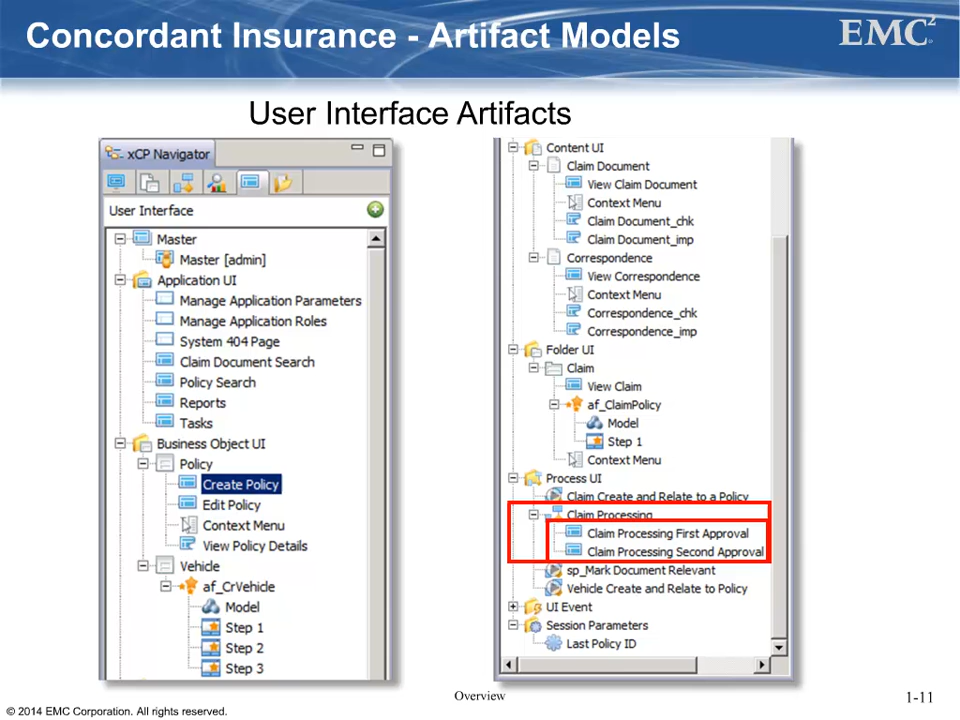 Concordant Insurance - Artifact Models
EMC²
User Interface Artifacts
xCP Navigator
User Interface
Master
Master [admin]
Application UI
Manage Application Parameters
Manage Application Roles
System 404 Page
Claim Document Search
Policy Search
Reports
Tasks
Business Object UI
Policy
Create Policy
Edit Policy
Context Menu
View Policy Details
Vehicle
af_CrVehicle
Model
Step 1
Step 2
Step 3
Content UI
Claim Document
View Claim Document
Context Menu
Claim Document_chk
Claim Document_imp
Correspondence
View Correspondence
Context Menu
Correspondence_chk
Correspondence_imp
Folder UI
Claim
View Claim
af_ClaimPolicy
Model
Step 1
Context Menu
Process UI
Claim Create and Relate to a Policy
Claim Processing
Claim Processing First Approval
Claim Processing Second Approval
sp_Mark Document Relevant
Vehicle Create and Relate to Policy
UI Event
Session Parameters
Last Policy ID
Overview
1-11
© 2014 EMC Corporation. All rights reserved.